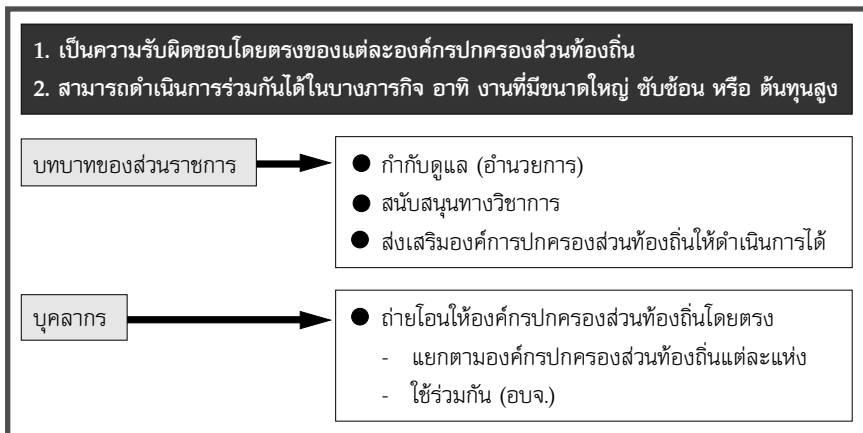 1. เป็นความรับผิดชอบโดยตรงของแต่ละองค์กรปกครองส่วนท้องถิ่น
2. สามารถดำเนินการร่วมกันได้ในบางภารกิจ อาทิ งานที่มีขนาดใหญ่ ซับซ้อน หรือ ต้นทุนสูง
บทบาทของส่วนราชการ
● กำกับดูแล (อำนวยการ)
● สนับสนุนทางวิชาการ
● ส่งเสริมองค์การปกครองส่วนท้องถิ่นให้ดำเนินการได้
บุคลากร
● ถ่ายโอนให้องค์กรปกครองส่วนท้องถิ่นโดยตรง
- แยกตามองค์กรปกครองส่วนท้องถิ่นแต่ละแห่ง
- ใช้ร่วมกัน (อบจ.)